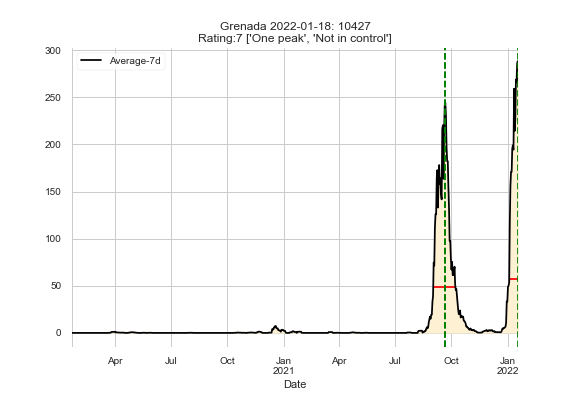 Grenada 2022-01-18: 10427
Rating:7 ['One peak', 'Not in control']
Average-7d
300
250
200
150
100
50
0
Apr Jul Oct Jan Apr Jul Oct Jan
2021 2022
Date